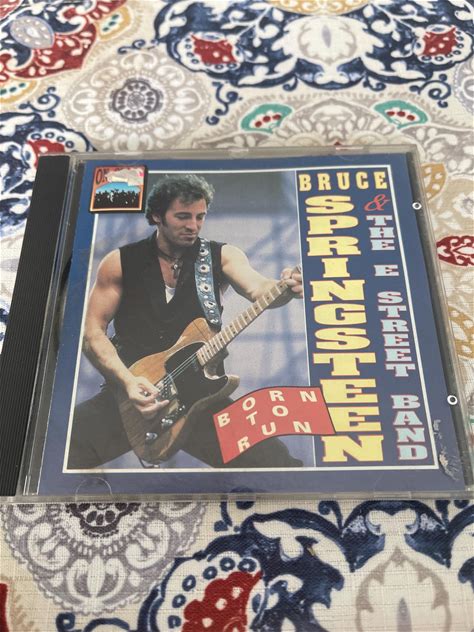 BRUCE
SPRINGSTEEN
& THE E STREET BAND
BORN
TO
RUN